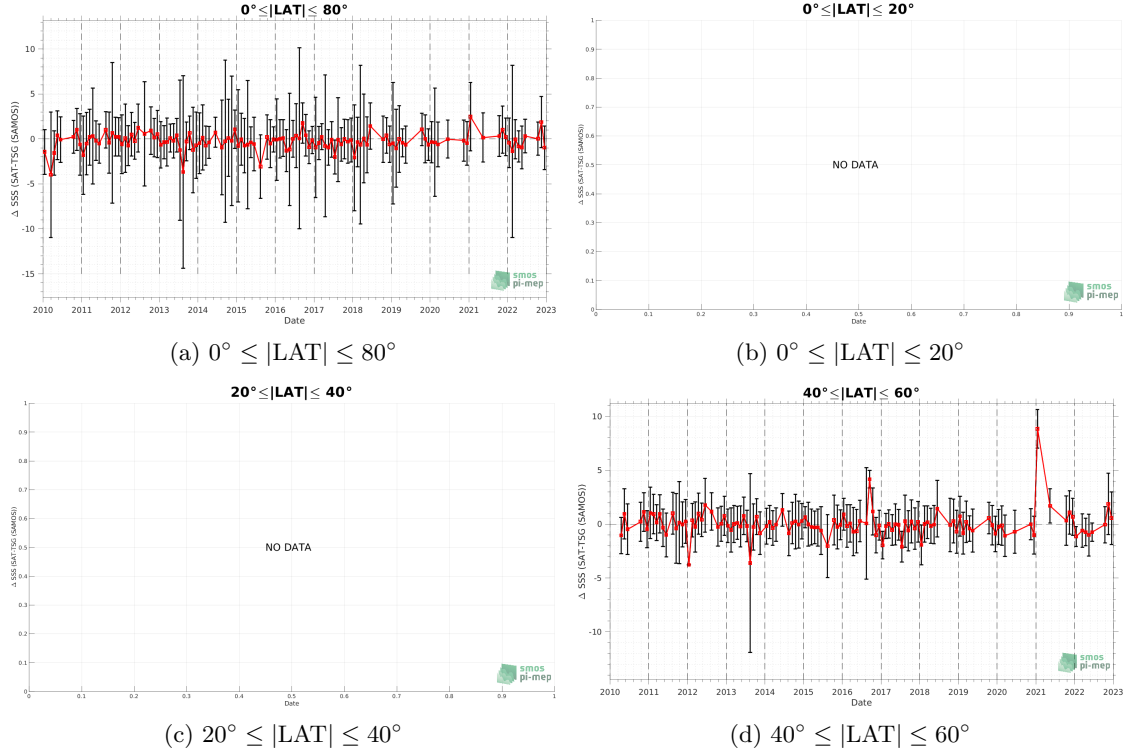 0°≤|LAT|≤ 80°
10
5
0
-5
-10
-15
Δ SSS (SAT-TSG (SAMOS))
2010 2011 2012 2013 2014 2015 2016 2017 2018 2019 2020 2021 2022 2023
Date
smos
pi-mep
(a) 0° ≤ |LAT| ≤ 80°
0°≤|LAT|≤ 20°
1
0.9
0.8
0.7
0.6
0.5
0.4
0.3
0.2
0.1
0
Δ SSS (SAT-TSG (SAMOS))
NO DATA
0 0.1 0.2 0.3 0.4 0.5 0.6 0.7 0.8 0.9 1
Date
smos
pi-mep
(b) 0° ≤ |LAT| ≤ 20°
20°≤|LAT|≤ 40°
1
0.9
0.8
0.7
0.6
0.5
0.4
0.3
0.2
0.1
0
Δ SSS (SAT-TSG (SAMOS))
NO DATA
0 0.1 0.2 0.3 0.4 0.5 0.6 0.7 0.8 0.9 1
Date
smos
pi-mep
(c) 20° ≤ |LAT| ≤ 40°
40°≤|LAT|≤ 60°
10
5
0
-5
-10
Δ SSS (SAT-TSG (SAMOS))
2010 2011 2012 2013 2014 2015 2016 2017 2018 2019 2020 2021 2022 2023
Date
smos
pi-mep
(d) 40° ≤ |LAT| ≤ 60°